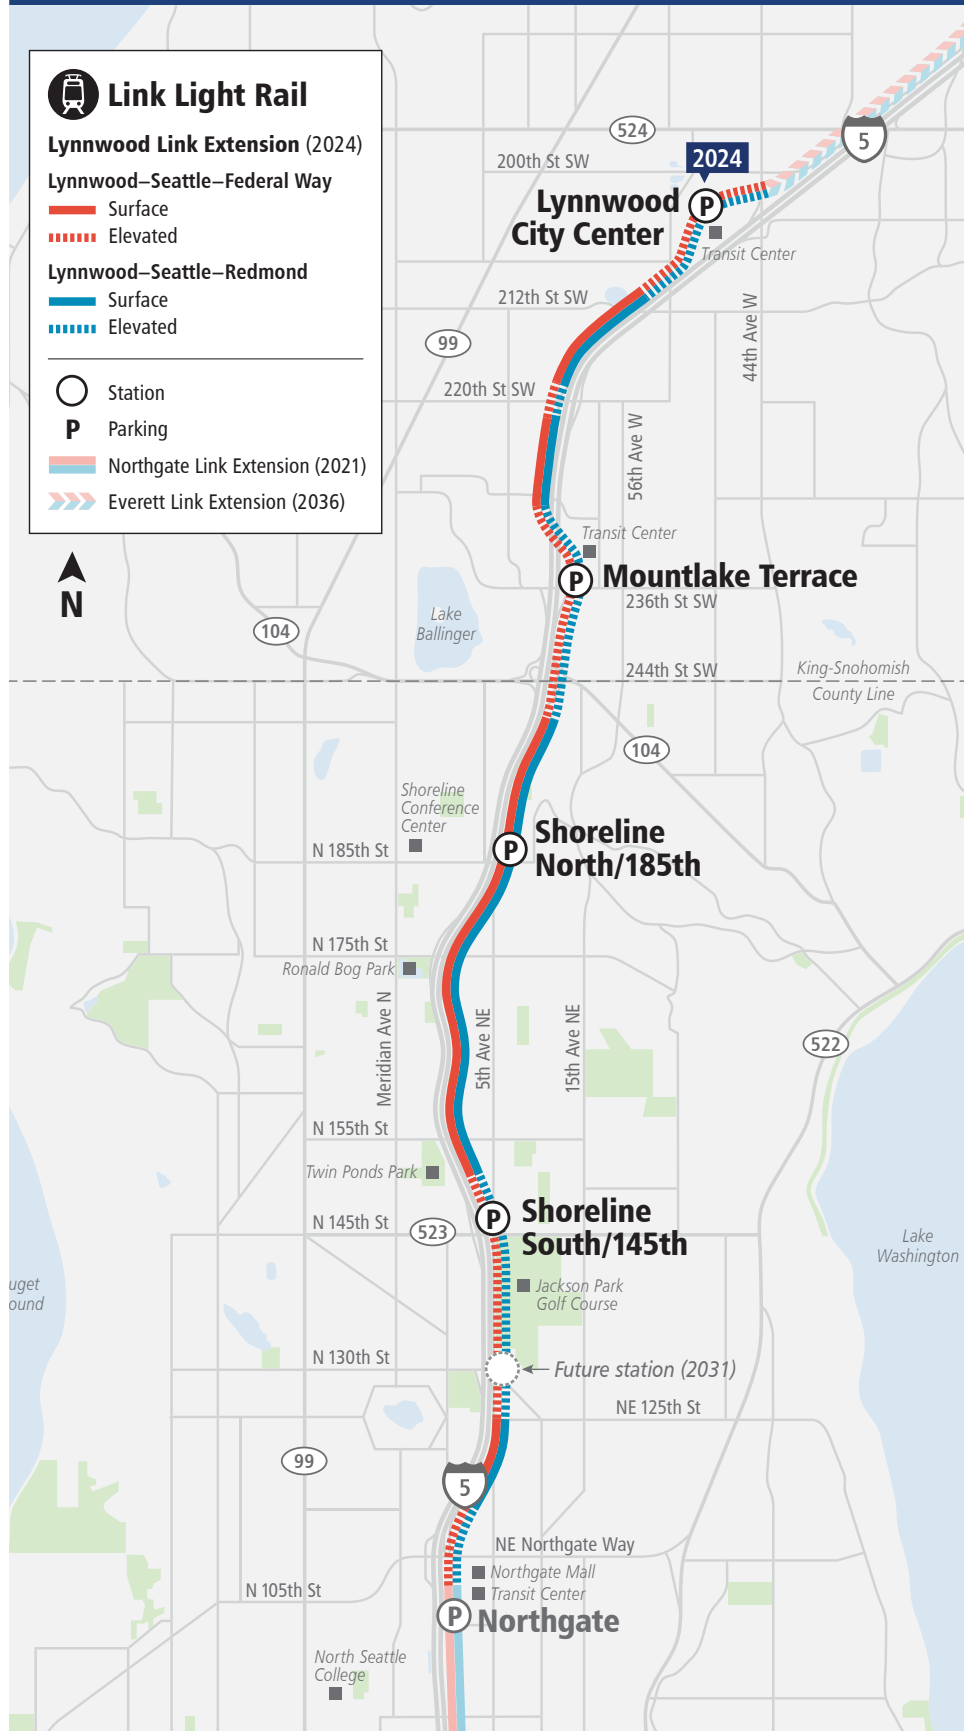 Link Light Rail
Lynnwood Link Extension (2024)
Lynnwood–Seattle–Federal Way
Surface
Elevated
Lynnwood–Seattle–Redmond
Surface
Elevated
Station
P Parking
Northgate Link Extension (2021)
Everett Link Extension (2036)
N
524
5
200th St SW
2024
Lynnwood
City Center
P
Transit Center
212th St SW
99
44th Ave W
220th St SW
56th Ave W
Transit Center
P
Mountlake Terrace
236th St SW
Lake
Ballinger
104
244th St SW
King-Snohomish
County Line
104
Shoreline
Conference
Center
Shoreline
North/185th
P
N 185th St
N 175th St
Ronald Bog Park
Meridian Ave N
5th Ave NE
15th Ave NE
522
N 155th St
Twin Ponds Park
Shoreline
South/145th
P
N 145th St
523
Lake
Washington
uget
ound
Jackson Park
Golf Course
N 130th St
Future station (2031)
NE 125th St
99
5
NE Northgate Way
Northgate Mall
N 105th St
Transit Center
P
Northgate
North Seattle
College